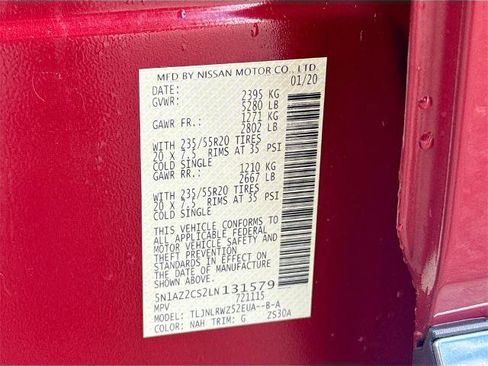 MFD BY NISSAN MOTOR CO., LTD.
DATE: 01/20
GVWR: 2395 KG
5280 LB
GAWR FR.: 1271 KG
2802 LB
WITH 235/55R20 TIRES
20 X 7.5 RIMS AT 35 PSI
COLD SINGLE
GAWR RR.: 1210 KG
2667 LB
WITH 235/55R20 TIRES
20 X 7.5 RIMS AT 35 PSI
COLD SINGLE
THIS VEHICLE CONFORMS TO
ALL APPLICABLE FEDERAL
MOTOR VEHICLE SAFETY AND
THEFT PREVENTION
STANDARDS IN EFFECT ON
THE DATE OF MANUFACTURE
SHOWN ABOVE.
5N1AZ2CS2LN131579
MPV 721115
MODEL: TLJNLRWZ52EUA--B-A
COLOR: NAH TRIM: G ZS3DA